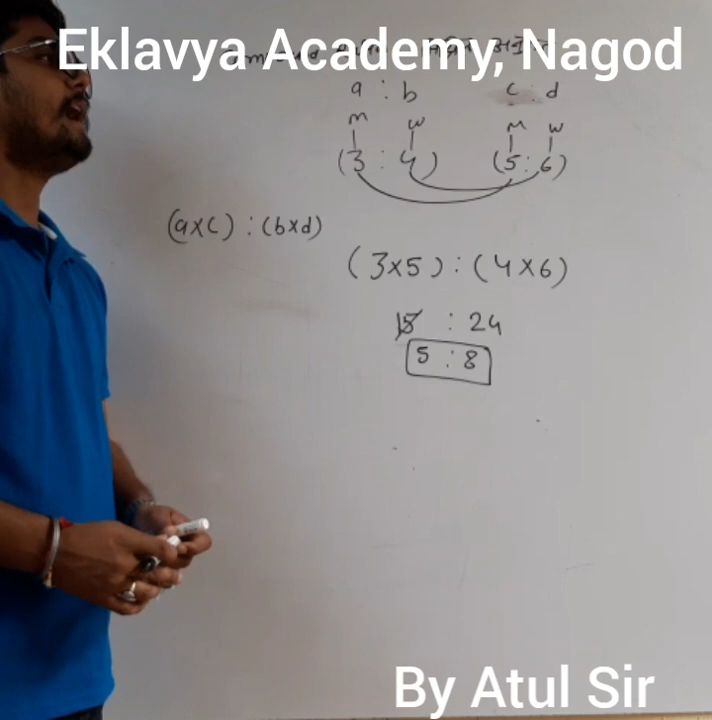 Eklavya Academy, Nagod
a : b c : d
m w m w
(3 : 4) (5 : 6)
(a×c) : (b×d)
(3×5) : (4×6)
15 : 24
5 : 8
By Atul Sir